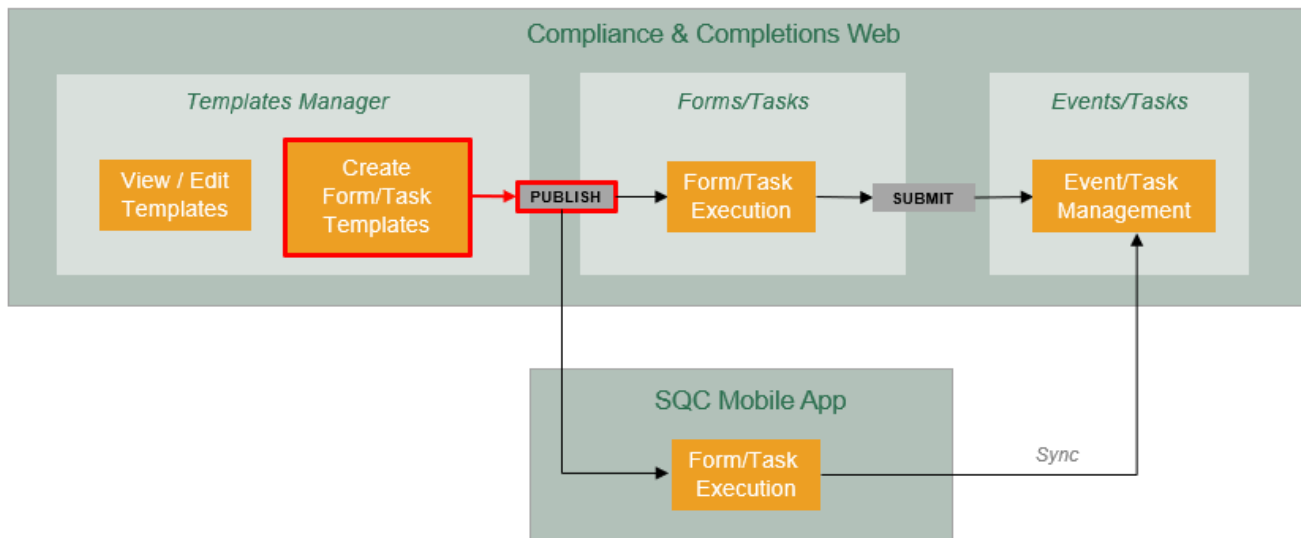 Compliance & Completions Web
Templates Manager
Forms/Tasks
Events/Tasks
View / Edit
Templates
Create
Form/Task
Templates
PUBLISH
Form/Task
Execution
SUBMIT
Event/Task
Management
SQC Mobile App
Form/Task
Execution
Sync